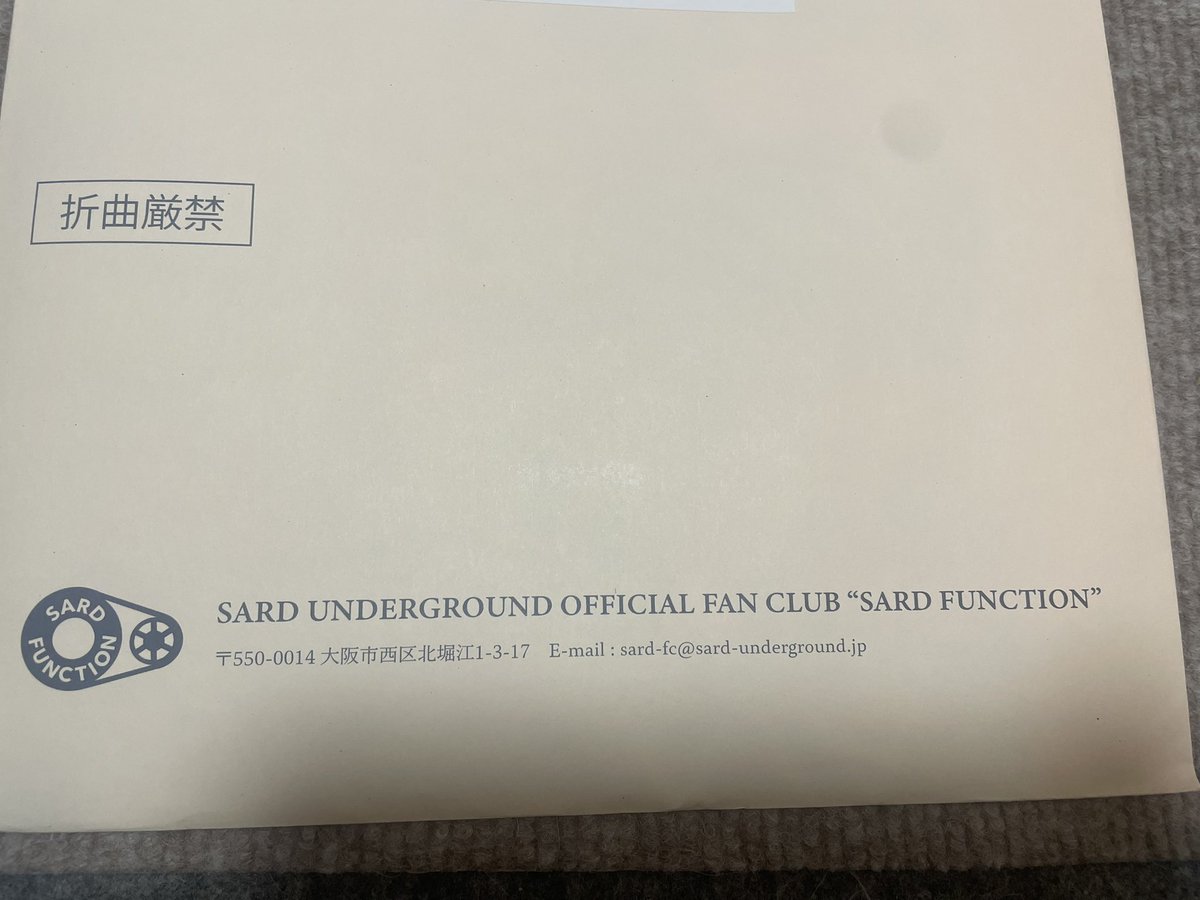 折曲厳禁
SARD
FUNCTION
SARD UNDERGROUND OFFICIAL FAN CLUB “SARD FUNCTION”
〒550-0014 大阪市西区北堀江1-3-17 E-mail : sard-fc@sard-underground.jp